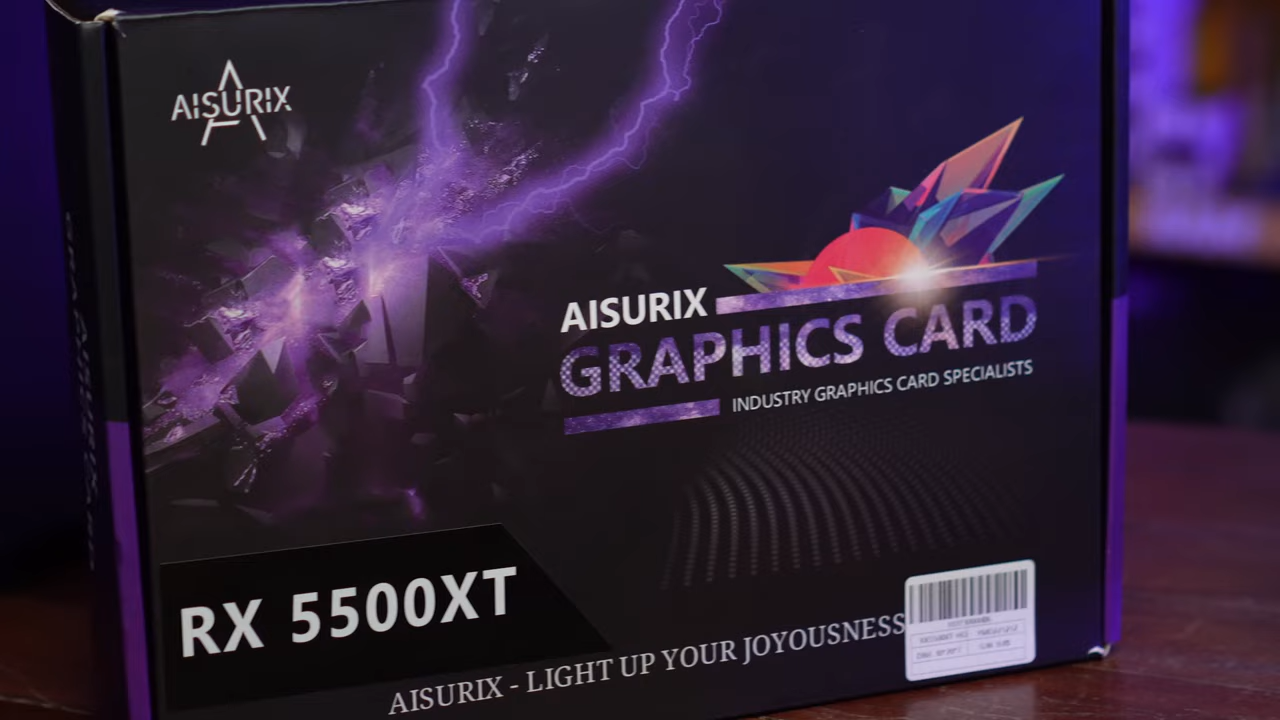 AISURIX
AISURIX
GRAPHICS CARD
INDUSTRY GRAPHICS CARD SPECIALISTS
RX 5500XT
AISURIX - LIGHT UP YOUR JOYOUSNESS